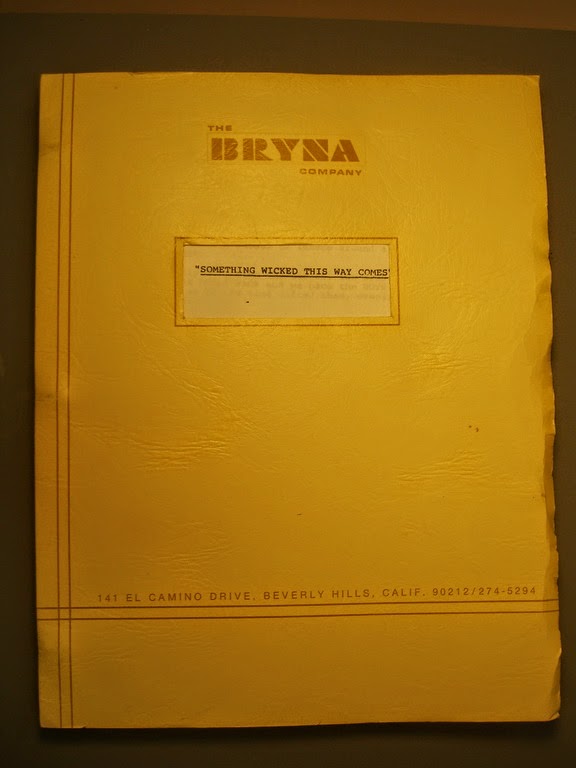 THE
BRYNA
COMPANY
"SOMETHING WICKED THIS WAY COMES"
141 EL CAMINO DRIVE, BEVERLY HILLS, CALIF. 90212/274-5294